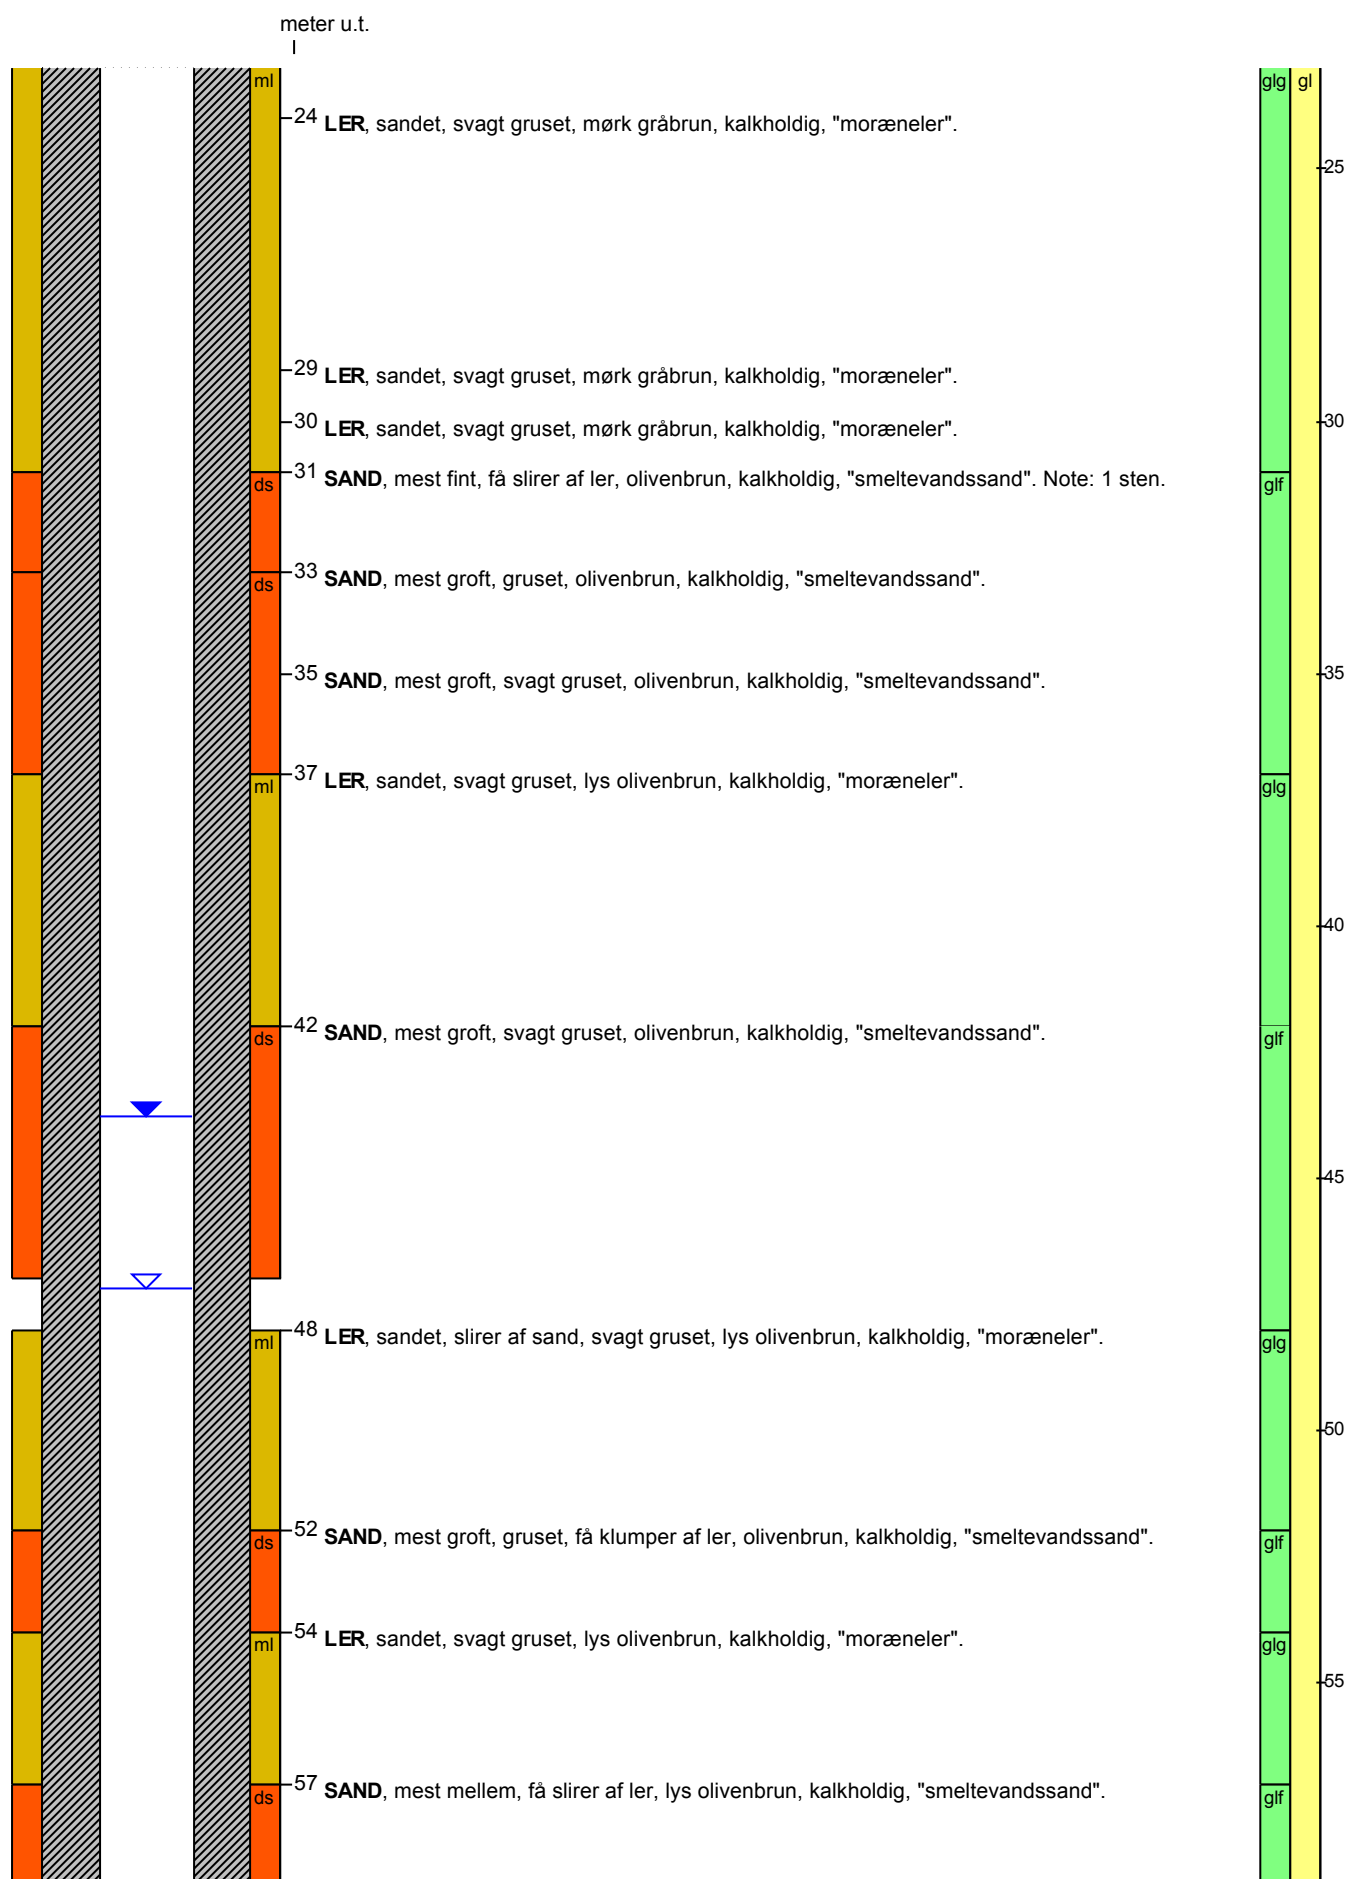 meter u.t.
ml glg gl
24 LER, sandet, svagt gruset, mørk gråbrun, kalkholdig, "moræneler".
25
29 LER, sandet, svagt gruset, mørk gråbrun, kalkholdig, "moræneler".
30 LER, sandet, svagt gruset, mørk gråbrun, kalkholdig, "moræneler". 30
31 SAND, mest fint, få slirer af ler, olivenbrun, kalkholdig, "smeltevandssand". Note: 1 sten.
ds glf
33 SAND, mest groft, gruset, olivenbrun, kalkholdig, "smeltevandssand".
ds
35 SAND, mest groft, svagt gruset, olivenbrun, kalkholdig, "smeltevandssand". 35
37 LER, sandet, svagt gruset, lys olivenbrun, kalkholdig, "moræneler".
ml glg
40
42 SAND, mest groft, svagt gruset, olivenbrun, kalkholdig, "smeltevandssand".
ds glf
45
48 LER, sandet, slirer af sand, svagt gruset, lys olivenbrun, kalkholdig, "moræneler".
ml glg
50
52 SAND, mest groft, gruset, få klumper af ler, olivenbrun, kalkholdig, "smeltevandssand".
ds glf
54 LER, sandet, svagt gruset, lys olivenbrun, kalkholdig, "moræneler".
ml glg
55
57 SAND, mest mellem, få slirer af ler, lys olivenbrun, kalkholdig, "smeltevandssand".
ds glf